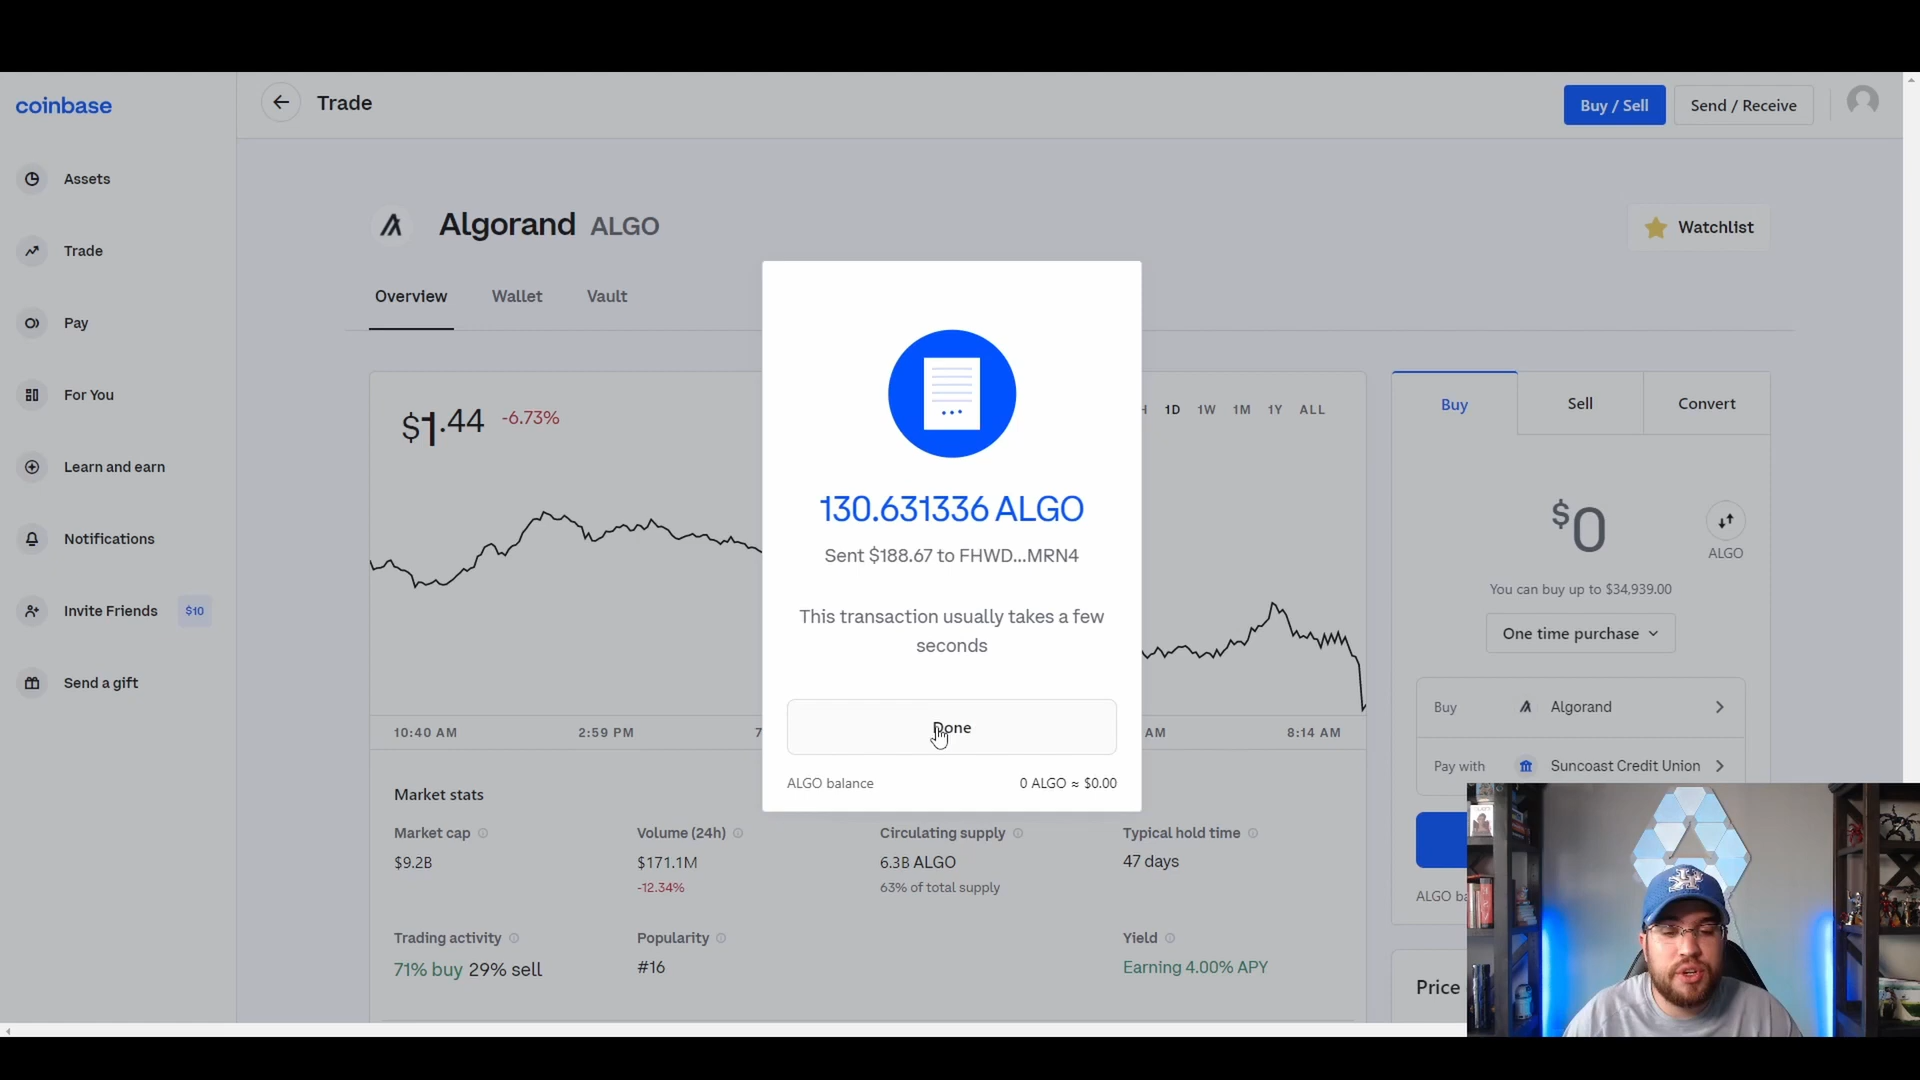 coinbase
Trade
Buy / Sell
Send / Receive
Assets
Trade
Pay
For You
Learn and earn
Notifications
Invite Friends $10
Send a gift
Algorand ALGO
Watchlist
Overview
Wallet
Vault
$1.44 -6.73%
1D 1W 1M 1Y ALL
10:40 AM
2:59 PM
7
AM
8:14 AM
130.631336 ALGO
Sent $188.67 to FHWD...MRN4
This transaction usually takes a few
seconds
Done
ALGO balance
0 ALGO ≈ $0.00
Buy
Sell
Convert
$0
ALGO
You can buy up to $34,939.00
One time purchase
Buy
Algorand
Pay with
Suncoast Credit Union
ALGO ba
Price
Market stats
Market cap
$9.2B
Volume (24h)
$171.1M
-12.34%
Circulating supply
6.3B ALGO
63% of total supply
Typical hold time
47 days
Trading activity
71% buy 29% sell
Popularity
#16
Yield
Earning 4.00% APY